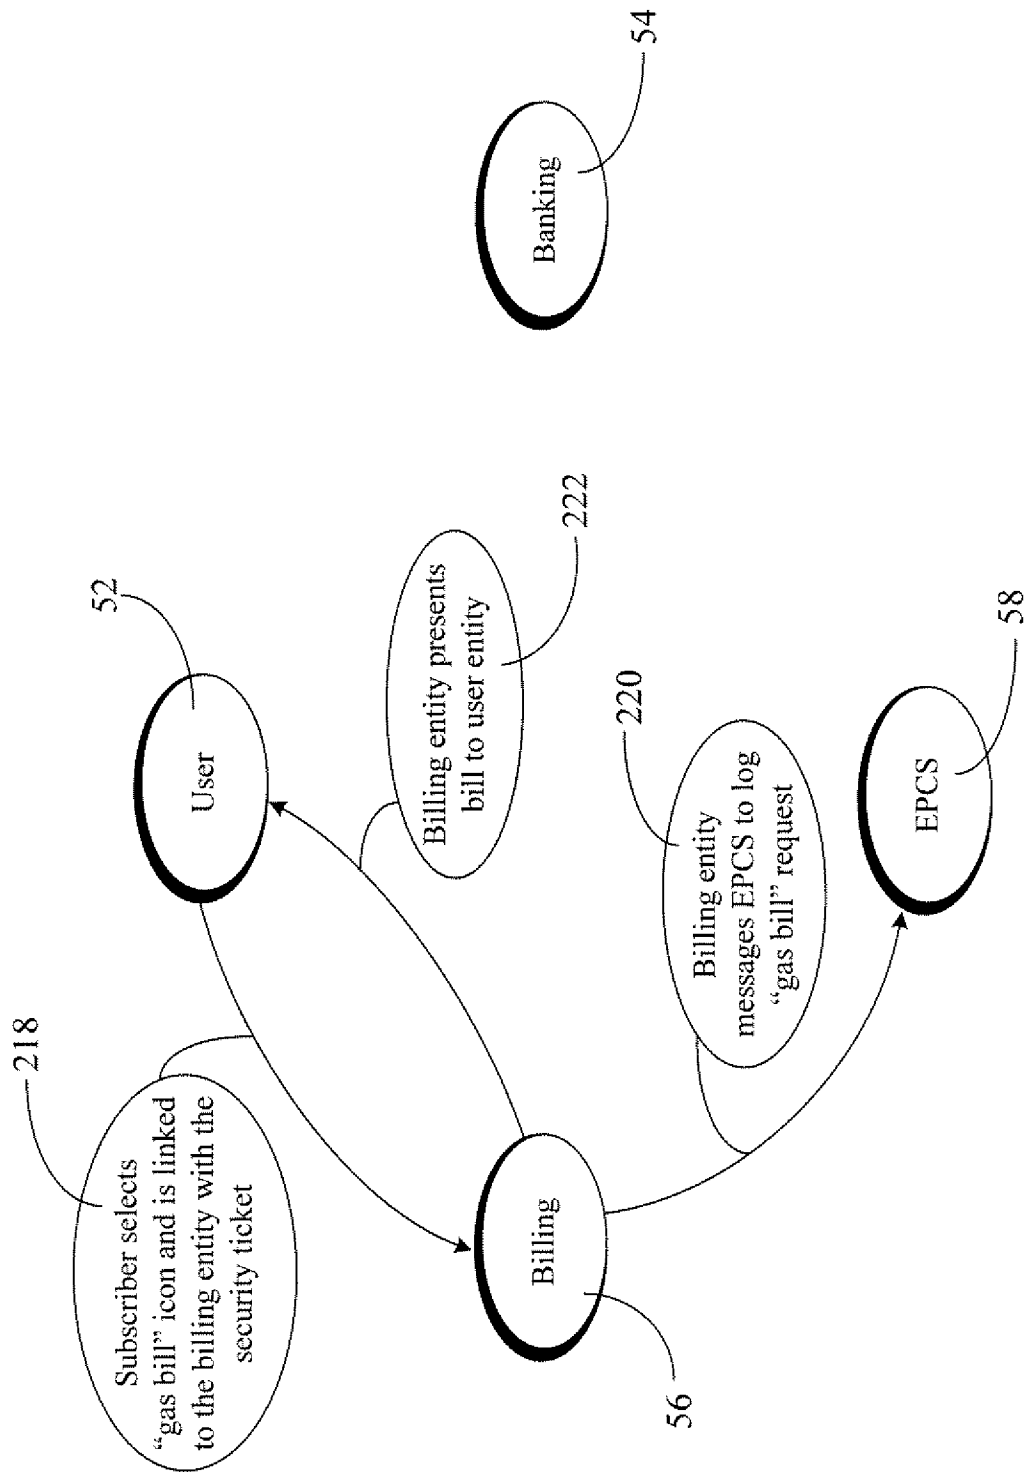 218
Subscriber selects
“gas bill” icon and is linked
to the billing entity with the
security ticket
52
User
Billing entity presents
bill to user entity
222
Billing
56
Banking
54
220
Billing entity
messages EPCS to log
“gas bill” request
EPCS
58